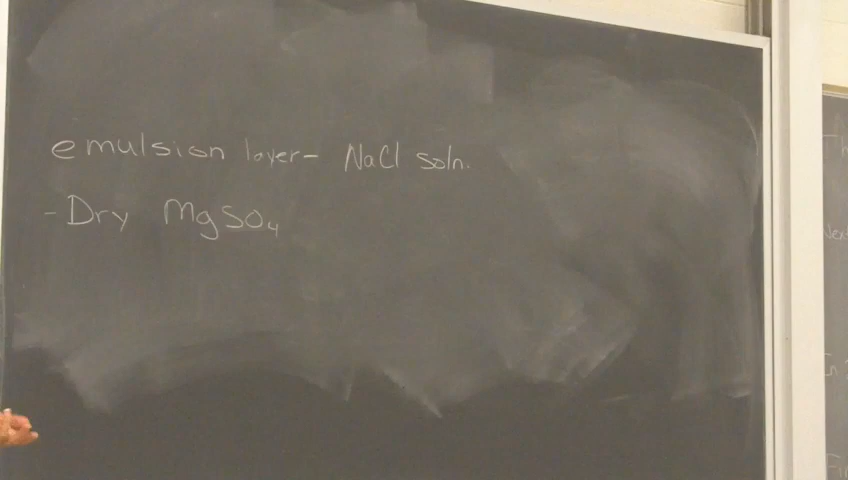 emulsion layer- NaCl soln.
- Dry MgSO₄